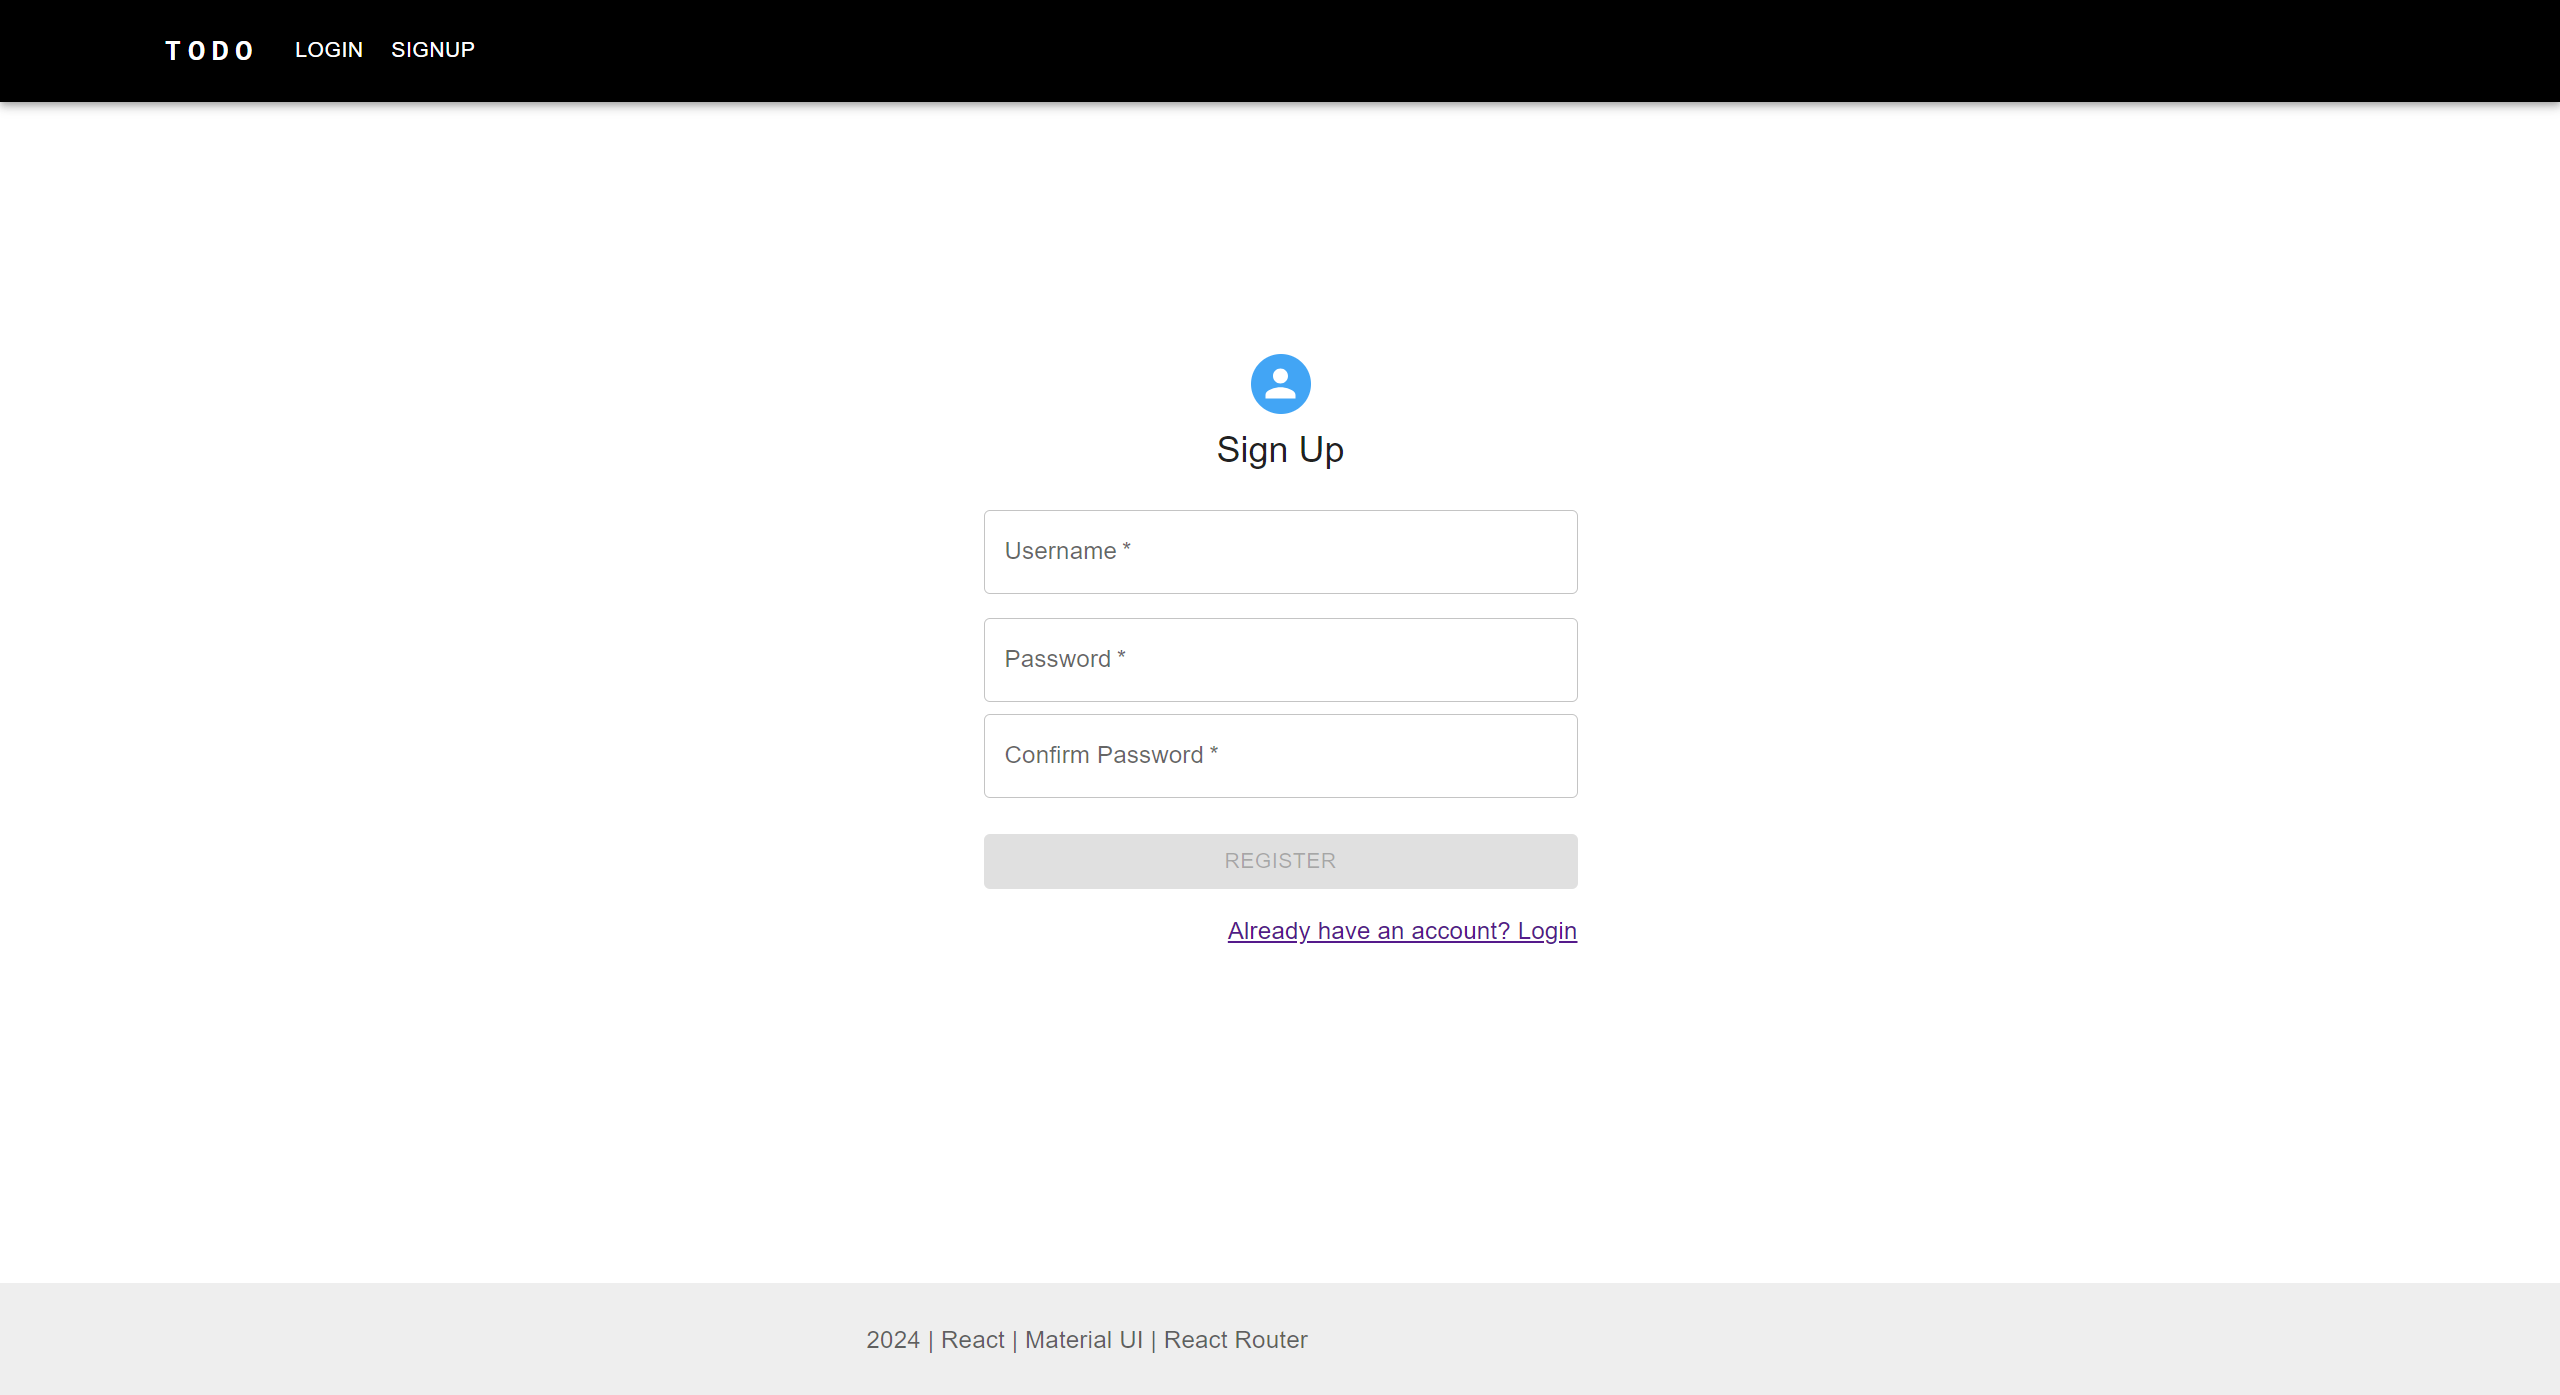 TODO LOGIN SIGNUP
Sign Up
Username *
Password *
Confirm Password *
REGISTER
Already have an account? Login
2024 | React | Material UI | React Router